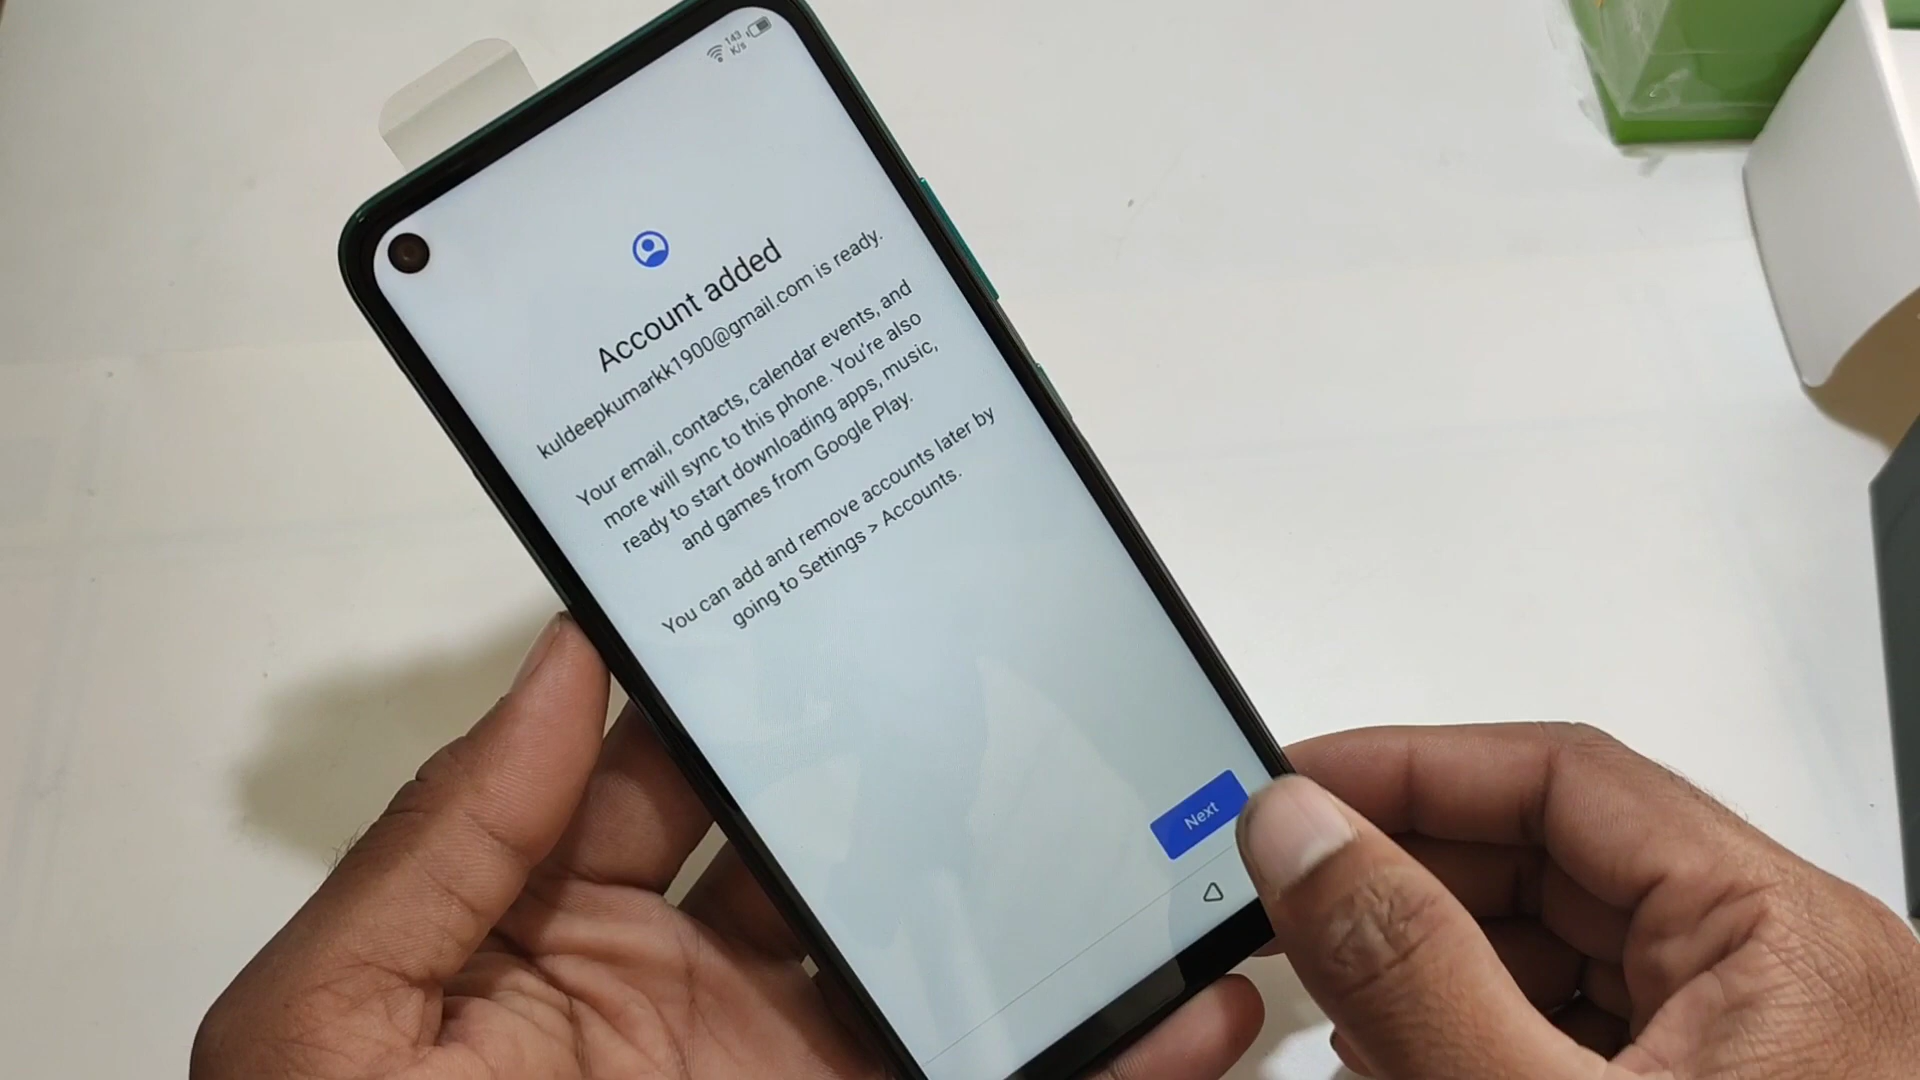 143
K/s
Account added
kuldeepkumarkk1900@gmail.com is ready.
Your email, contacts, calendar events, and
more will sync to this phone. You're also
ready to start downloading apps, music,
and games from Google Play.
You can add and remove accounts later by
going to Settings > Accounts.
Next